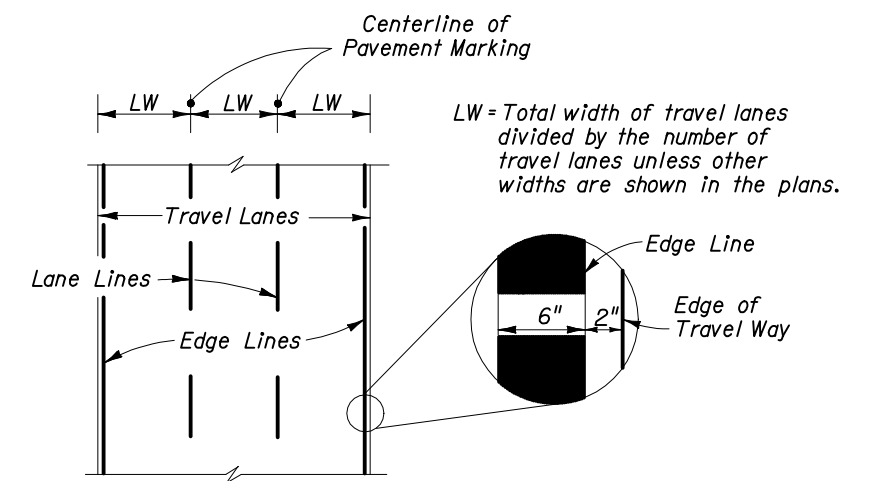 Centerline of
Pavement Marking
LW LW LW
LW = Total width of travel lanes
divided by the number of
travel lanes unless other
widths are shown in the plans.
Travel Lanes
Edge Line
Lane Lines
6" 2"
Edge of
Travel Way
Edge Lines